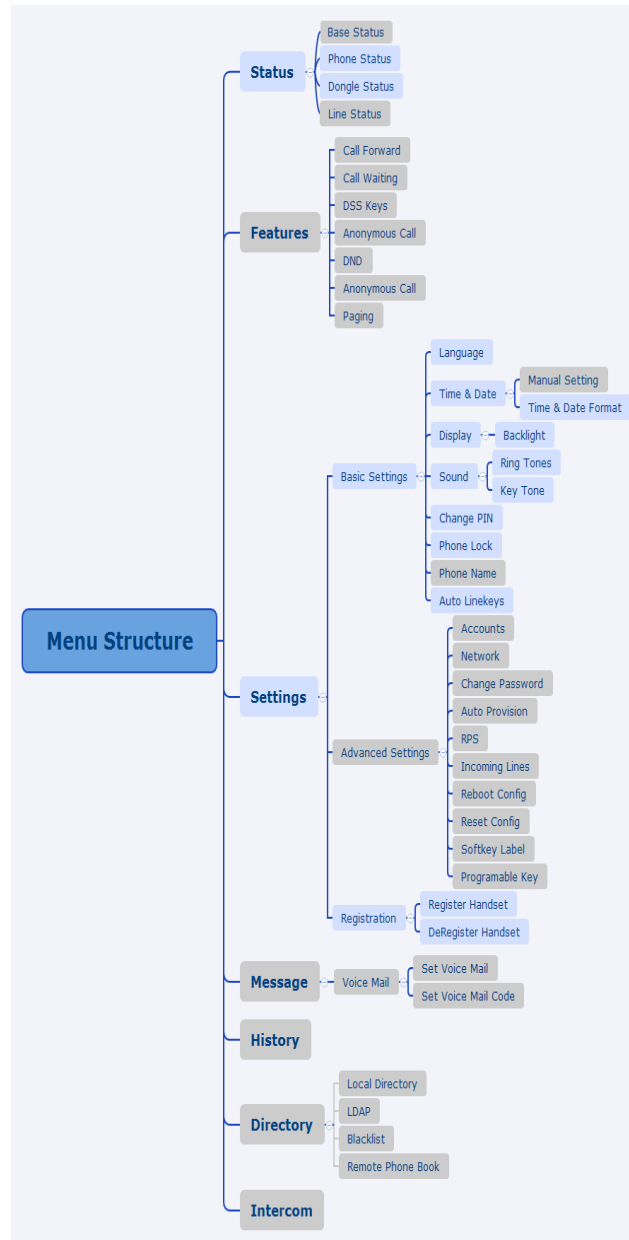 Menu Structure
Status
Base Status
Phone Status
Dongle Status
Line Status
Features
Call Forward
Call Waiting
DSS Keys
Anonymous Call
DND
Anonymous Call
Paging
Settings
Basic Settings
Language
Time & Date
Manual Setting
Time & Date Format
Display
Backlight
Sound
Ring Tones
Key Tone
Change PIN
Phone Lock
Phone Name
Auto Linekeys
Advanced Settings
Accounts
Network
Change Password
Auto Provision
RPS
Incoming Lines
Reboot Config
Reset Config
Softkey Label
Programable Key
Registration
Register Handset
DeRegister Handset
Message
Voice Mail
Set Voice Mail
Set Voice Mail Code
History
Directory
Local Directory
LDAP
Blacklist
Remote Phone Book
Intercom